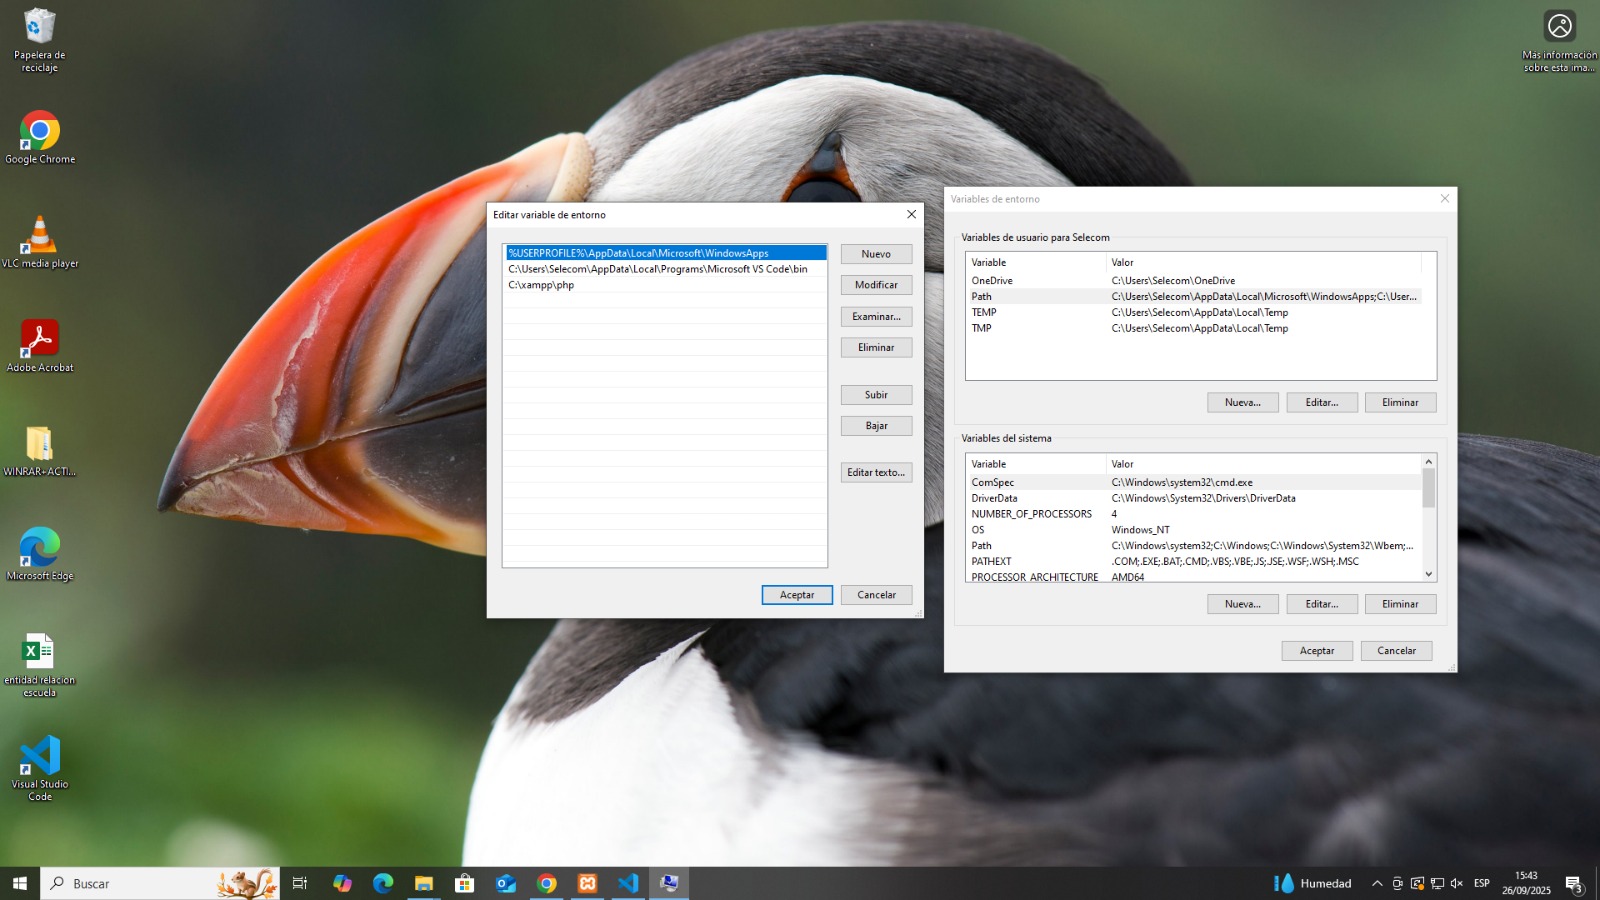 Papelera de
reciclaje
Google Chrome
VLC media player
Adobe Acrobat
WINRAR+ACTI...
Microsoft Edge
entidad relacion
escuela
Visual Studio
Code
Más información
sobre esta ima...
Editar variable de entorno
%USERPROFILE%\AppData\Local\Microsoft\WindowsApps
C:\Users\Selecom\AppData\Local\Programs\Microsoft VS Code\bin
C:\xampp\php
Nuevo
Modificar
Examinar...
Eliminar
Subir
Bajar
Editar texto...
Aceptar
Cancelar
Variables de entorno
Variables de usuario para Selecom
Variable Valor
OneDrive C:\Users\Selecom\OneDrive
Path C:\Users\Selecom\AppData\Local\Microsoft\WindowsApps;C:\User...
TEMP C:\Users\Selecom\AppData\Local\Temp
TMP C:\Users\Selecom\AppData\Local\Temp
Nueva... Editar... Eliminar
Variables del sistema
Variable Valor
ComSpec C:\Windows\system32\cmd.exe
DriverData C:\Windows\System32\Drivers\DriverData
NUMBER_OF_PROCESSORS 4
OS Windows_NT
Path C:\Windows\system32;C:\Windows;C:\Windows\System32\Wbem;...
PATHEXT .COM;.EXE;.BAT;.CMD;.VBS;.VBE;.JS;.JSE;.WSF;.WSH;.MSC
PROCESSOR_ARCHITECTURE AMD64
Nueva... Editar... Eliminar
Aceptar Cancelar
Buscar
Humedad
ESP
15:43
26/09/2025
3